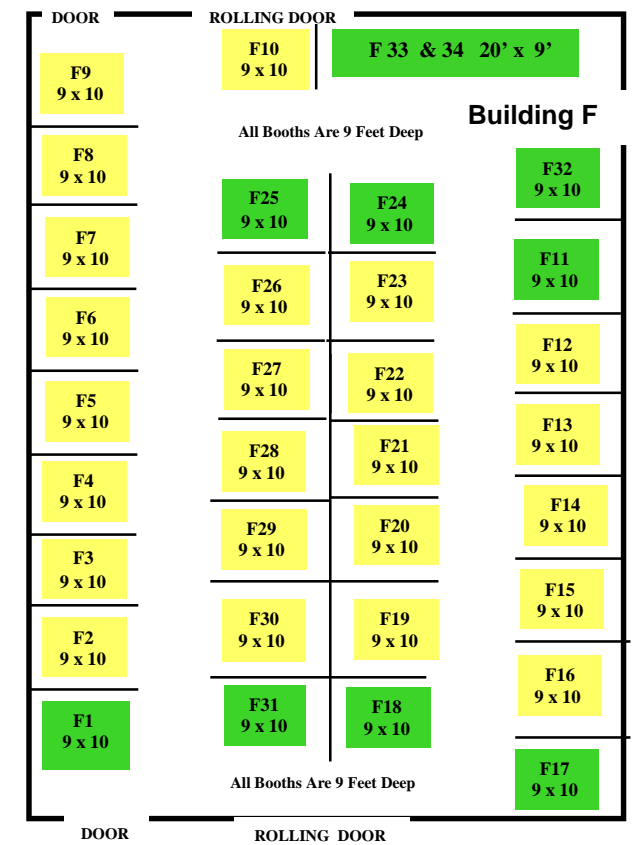 DOOR
ROLLING DOOR
F10
9 x 10
F 33 & 34 20’ x 9’
Building F
All Booths Are 9 Feet Deep
F9
9 x 10
F8
9 x 10
F7
9 x 10
F6
9 x 10
F5
9 x 10
F4
9 x 10
F3
9 x 10
F2
9 x 10
F1
9 x 10
F25
9 x 10
F26
9 x 10
F27
9 x 10
F28
9 x 10
F29
9 x 10
F30
9 x 10
F31
9 x 10
F24
9 x 10
F23
9 x 10
F22
9 x 10
F21
9 x 10
F20
9 x 10
F19
9 x 10
F18
9 x 10
F32
9 x 10
F11
9 x 10
F12
9 x 10
F13
9 x 10
F14
9 x 10
F15
9 x 10
F16
9 x 10
F17
9 x 10
All Booths Are 9 Feet Deep
DOOR
ROLLING DOOR